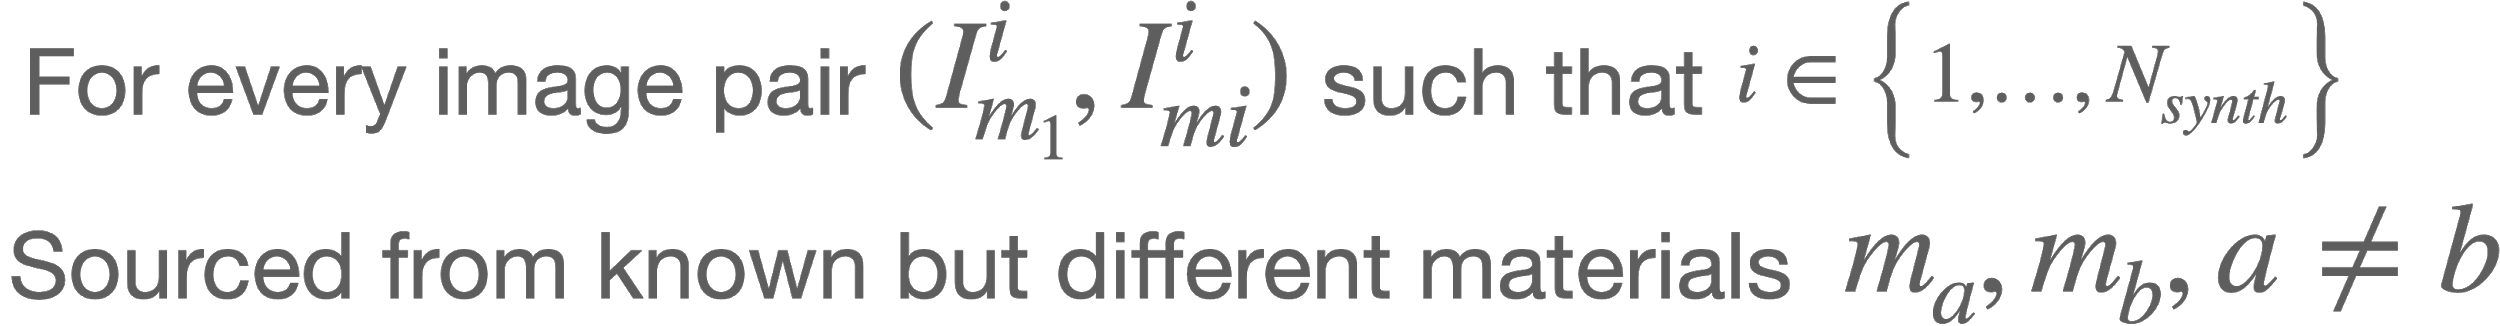 For every image pair (I^i_{m_1}, I^i_{m_i}) such that i ∈ {1, . . . , N_{synth}}
Sourced from known but different materials m_a, m_b, a ≠ b